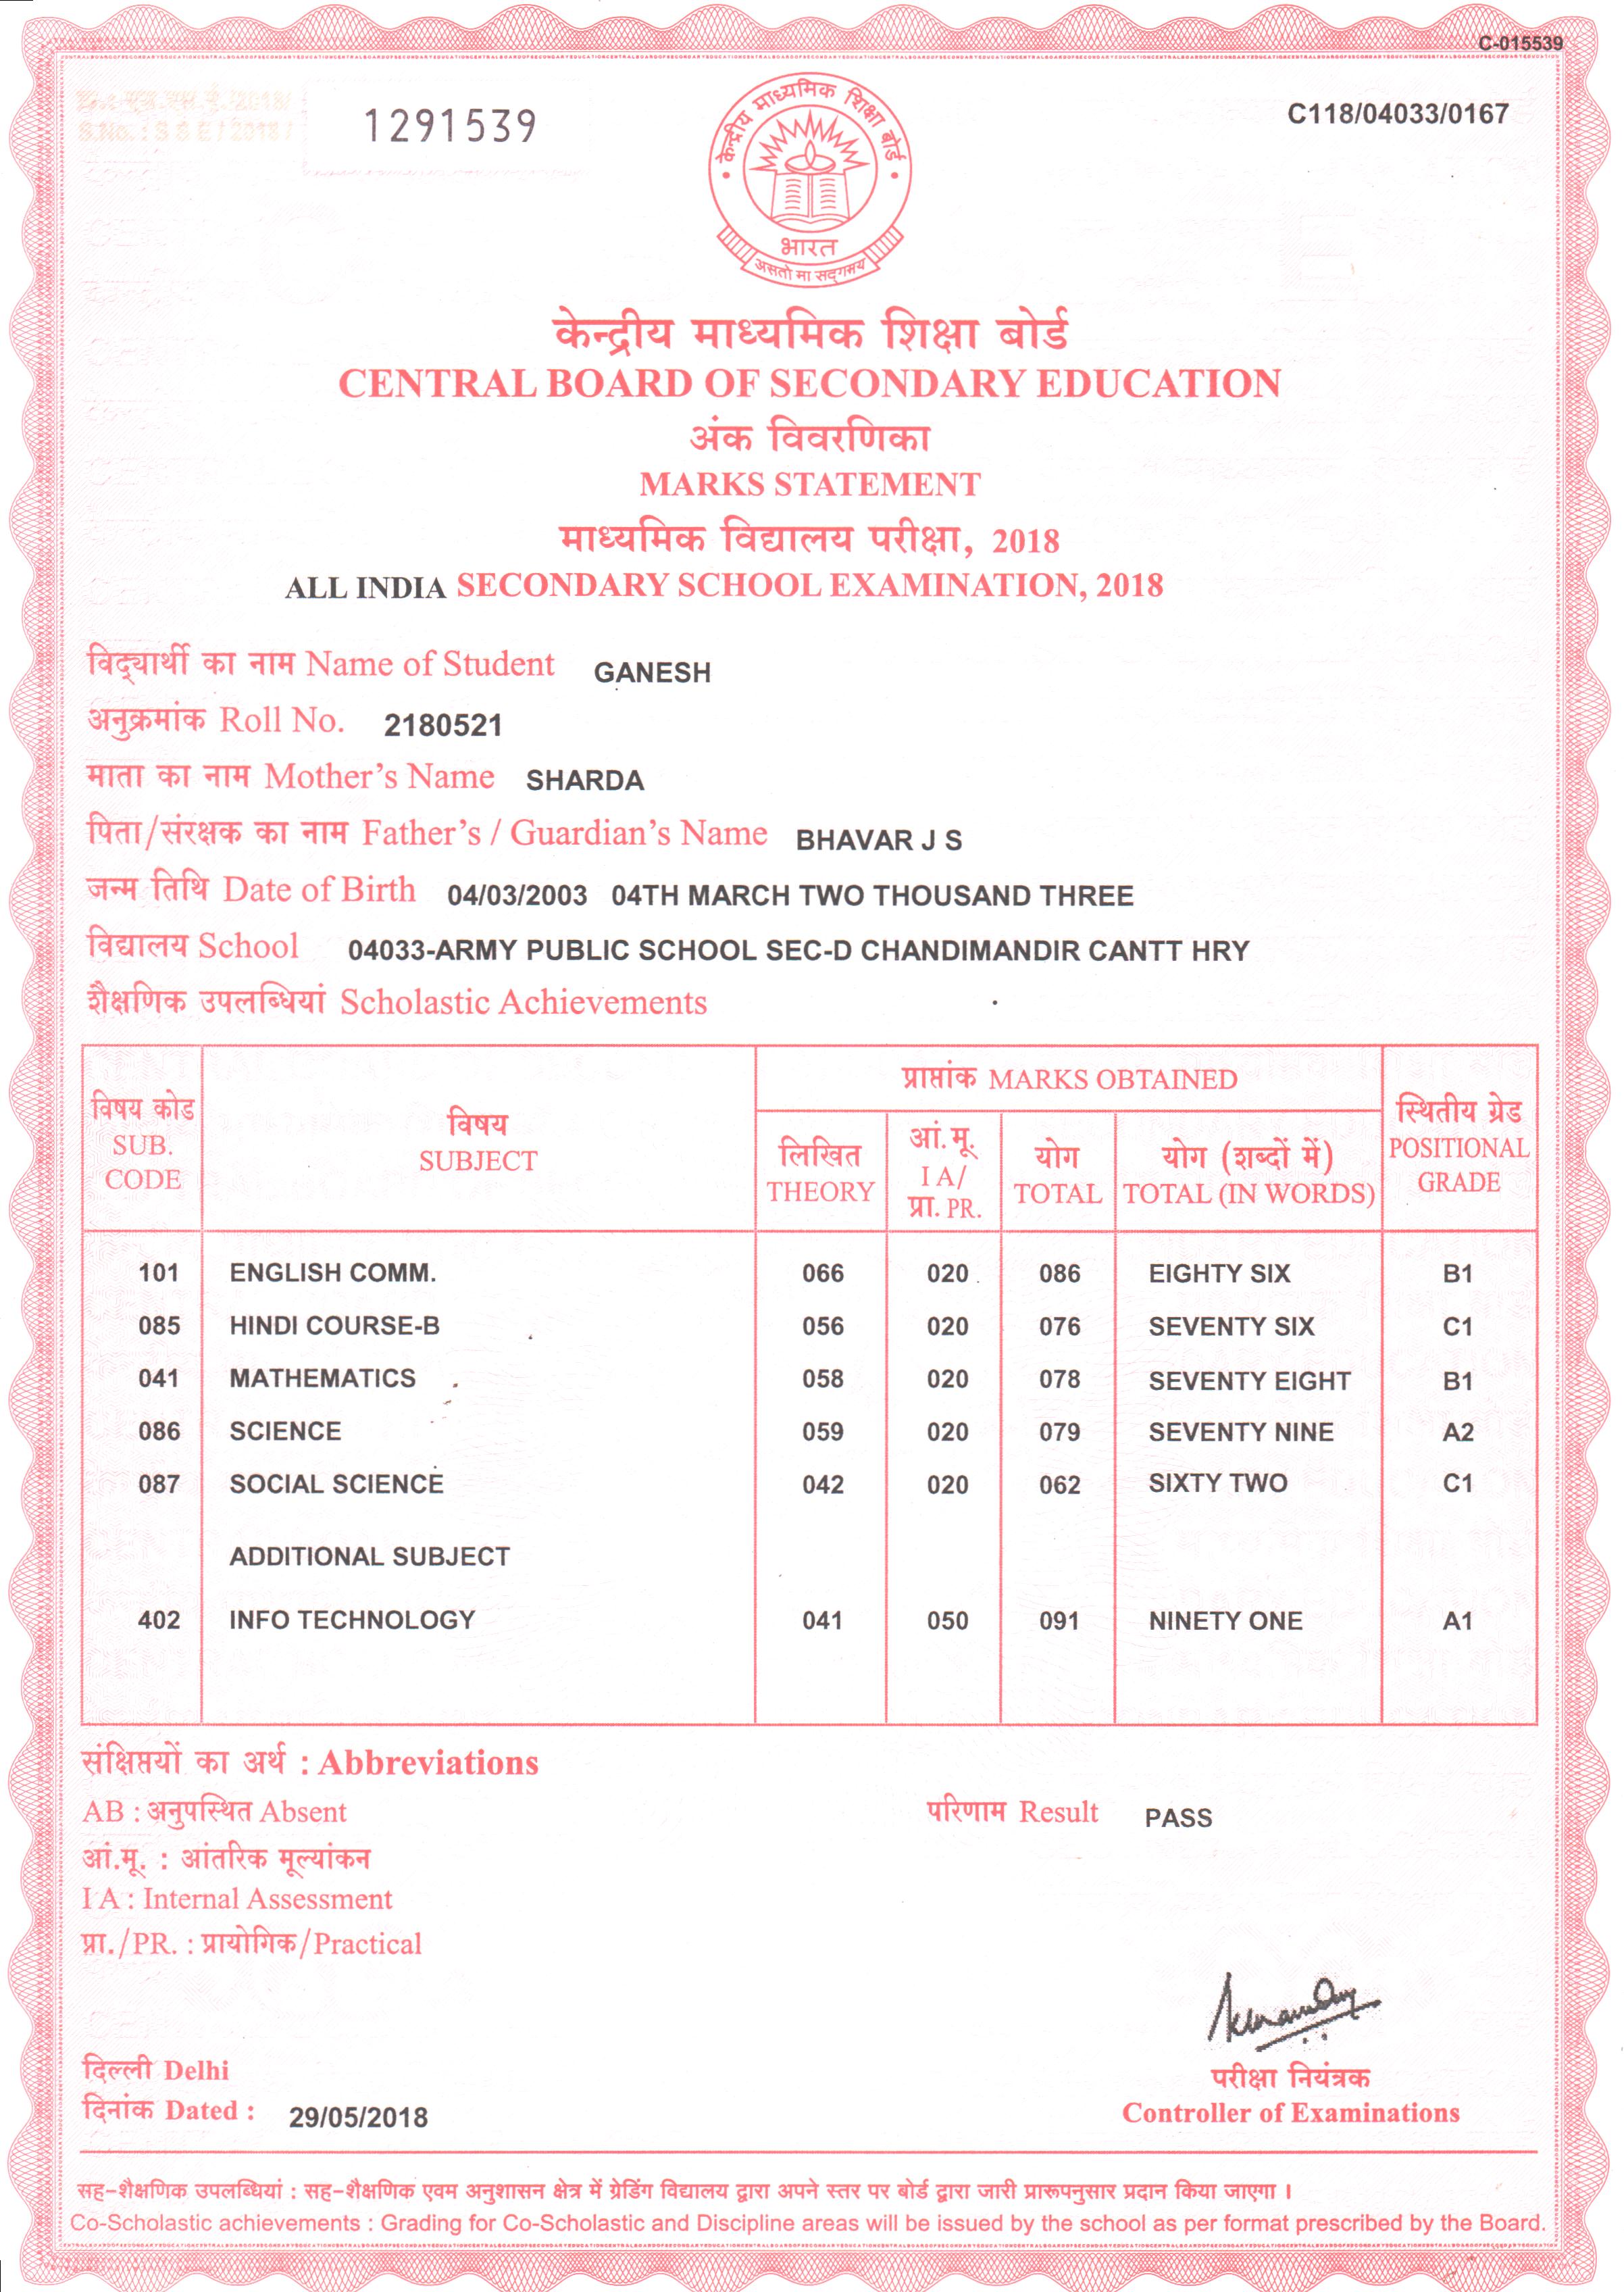 C-015539
1291539
C118/04033/0167
केन्द्रीय माध्यमिक शिक्षा बोर्ड
भारत
असतो मा सद्गमय
केन्द्रीय माध्यमिक शिक्षा बोर्ड
CENTRAL BOARD OF SECONDARY EDUCATION
अंक विवरणिका
MARKS STATEMENT
माध्यमिक विद्यालय परीक्षा, 2018
ALL INDIA SECONDARY SCHOOL EXAMINATION, 2018
विद्यार्थी का नाम Name of Student GANESH
अनुक्रमांक Roll No. 2180521
माता का नाम Mother's Name SHARDA
पिता/संरक्षक का नाम Father's / Guardian's Name BHAVAR J S
जन्म तिथि Date of Birth 04/03/2003 04TH MARCH TWO THOUSAND THREE
विद्यालय School 04033-ARMY PUBLIC SCHOOL SEC-D CHANDIMANDIR CANTT HRY
शैक्षणिक उपलब्धियां Scholastic Achievements
विषय कोड SUB. CODE
विषय SUBJECT
प्राप्तांक MARKS OBTAINED
लिखित THEORY
आं.मू. I A/ प्रा. PR.
योग TOTAL
योग (शब्दों में) TOTAL (IN WORDS)
स्थितीय ग्रेड POSITIONAL GRADE
101 ENGLISH COMM. 066 020 086 EIGHTY SIX B1
085 HINDI COURSE-B 056 020 076 SEVENTY SIX C1
041 MATHEMATICS 058 020 078 SEVENTY EIGHT B1
086 SCIENCE 059 020 079 SEVENTY NINE A2
087 SOCIAL SCIENCE 042 020 062 SIXTY TWO C1
ADDITIONAL SUBJECT
402 INFO TECHNOLOGY 041 050 091 NINETY ONE A1
संक्षिप्तयों का अर्थ : Abbreviations
AB : अनुपस्थित Absent
परिणाम Result PASS
आं.मू. : आंतरिक मूल्यांकन
I A : Internal Assessment
प्रा./PR. : प्रायोगिक/Practical
दिल्ली Delhi
दिनांक Dated : 29/05/2018
परीक्षा नियंत्रक
Controller of Examinations
सह-शैक्षणिक उपलब्धियां : सह-शैक्षणिक एवम अनुशासन क्षेत्र में ग्रेडिंग विद्यालय द्वारा अपने स्तर पर बोर्ड द्वारा जारी प्रारूपनुसार प्रदान किया जाएगा ।
Co-Scholastic achievements : Grading for Co-Scholastic and Discipline areas will be issued by the school as per format prescribed by the Board.